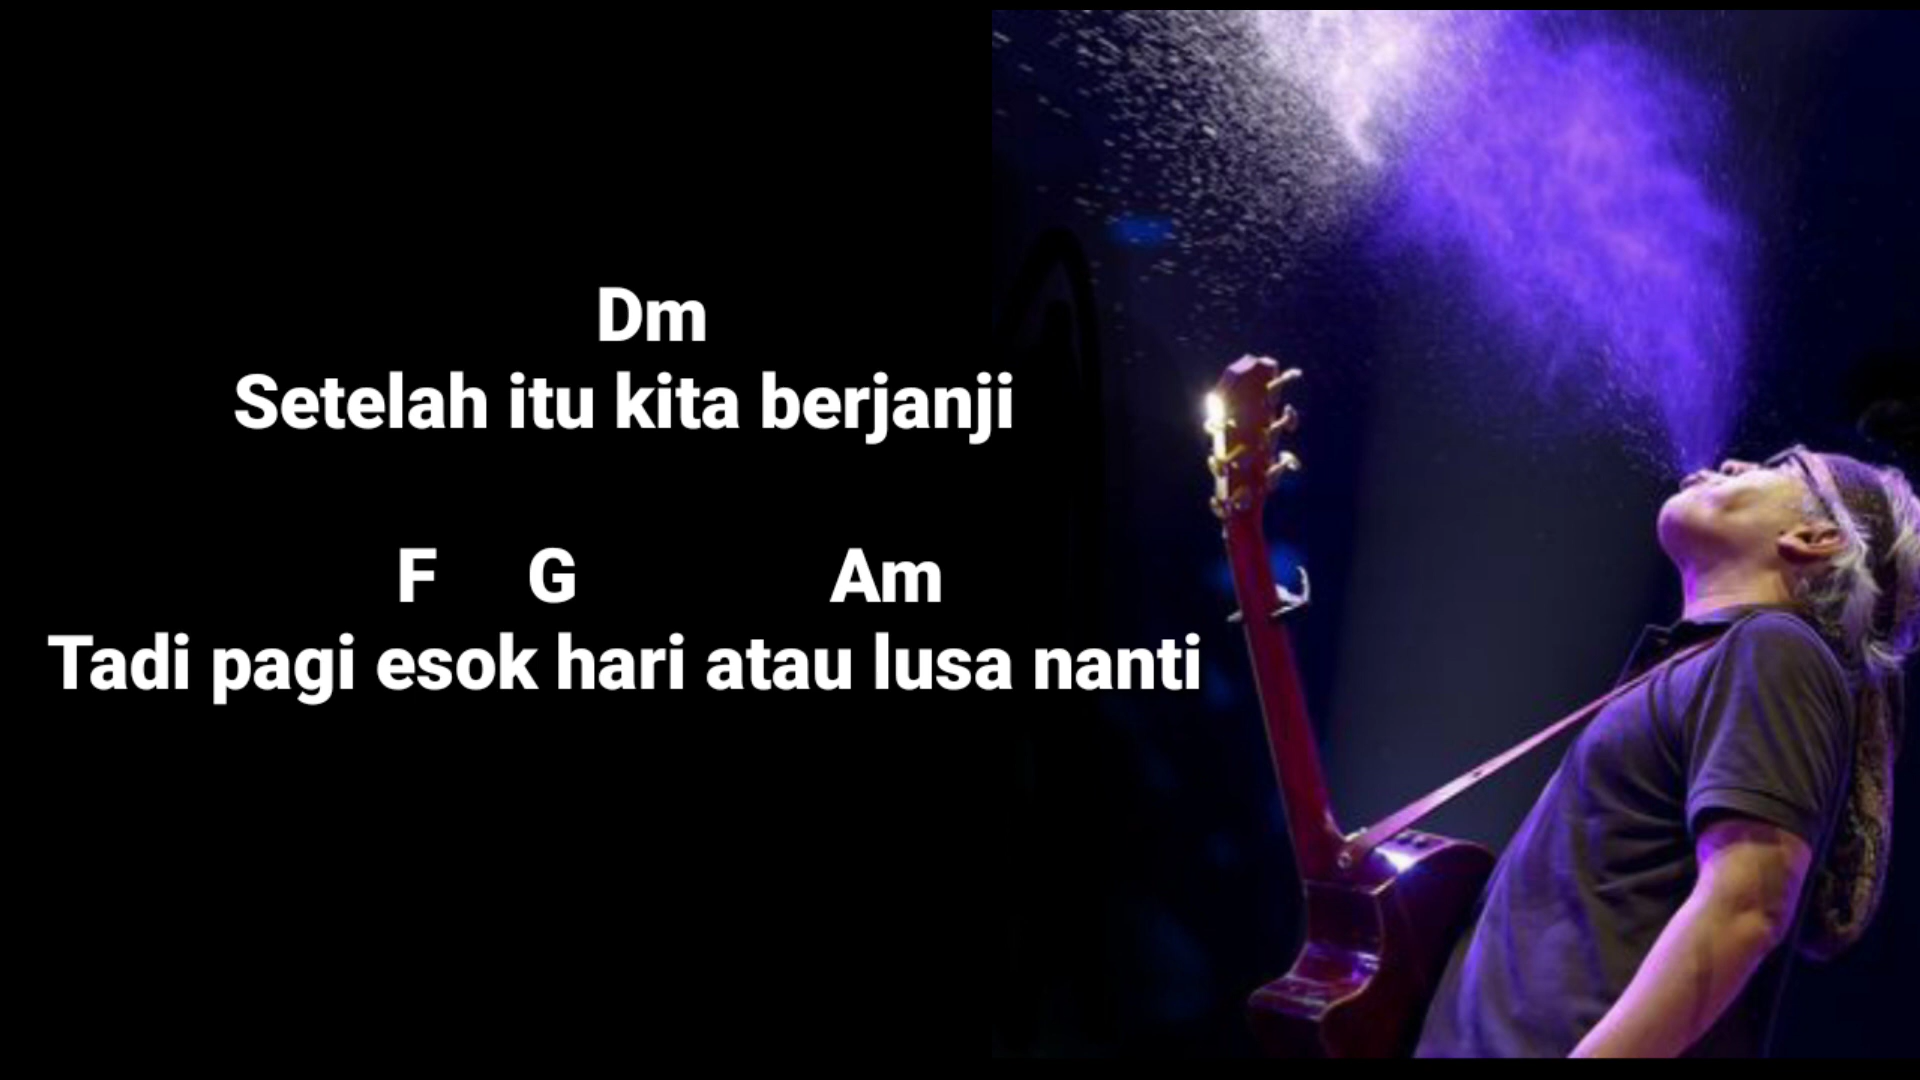 Dm
Setelah itu kita berjanji
F G Am
Tadi pagi esok hari atau lusa nanti